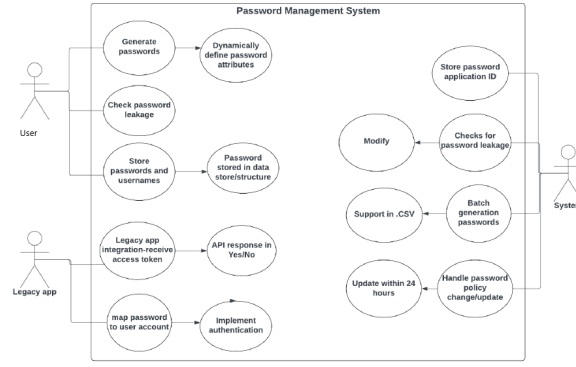 Password Management System
Generate
passwords
Dynamically
define password
attributes
Store password
application ID
Check password
leakage
User
Modify
Checks for
password leakage
Store
passwords and
usernames
Password
stored in data
store/structure
Support in .CSV
Batch
generation
passwords
System
Legacy app
integration-receive
access token
API response in
Yes/No
Update within 24
hours
Handle password
policy
change/update
Legacy app
map password
to user account
Implement
authentication